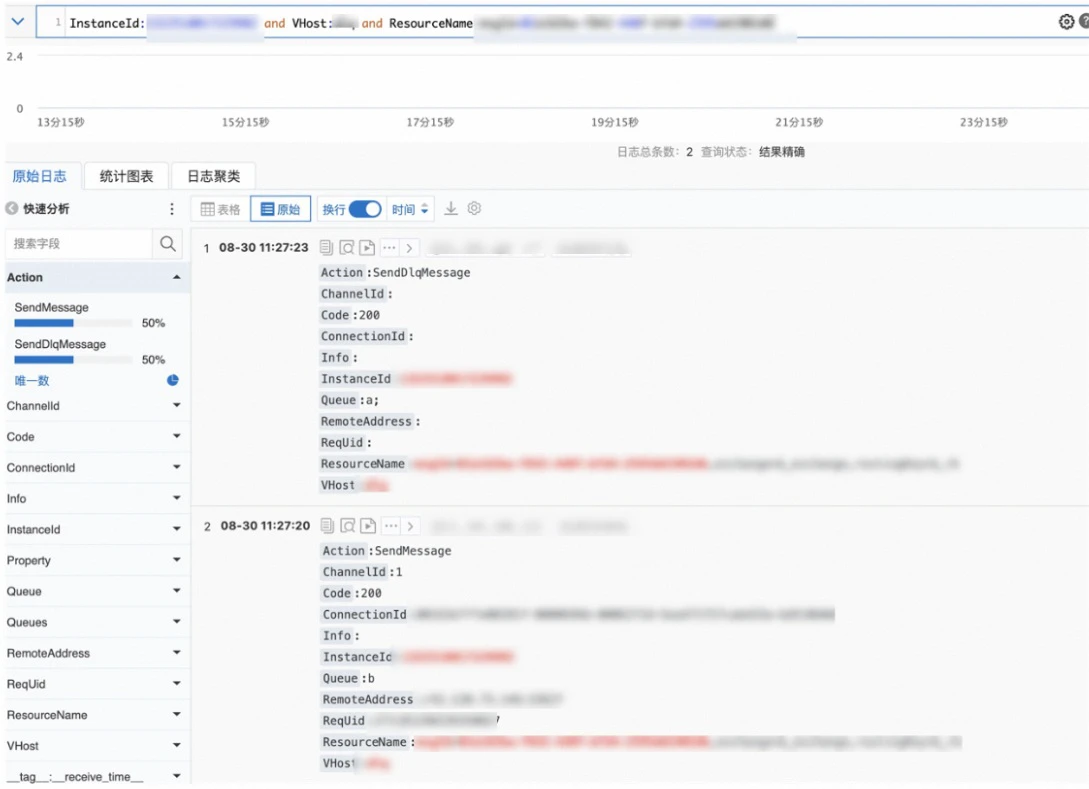 1 InstanceId: and VHost: and ResourceName
2.4
0
13分15秒 15分15秒 17分15秒 19分15秒 21分15秒 23分15秒
日志总条数: 2 查询状态: 结果精确
原始日志 统计图表 日志聚类
快速分析 表格 原始 换行 时间
搜索字段
1 08-30 11:27:23
Action :SendDlqMessage
ChannelId :
Code :200
ConnectionId :
Info :
InstanceId
Queue :a;
RemoteAddress :
ReqUid :
ResourceName
VHost
2 08-30 11:27:20
Action :SendMessage
ChannelId :1
Code :200
ConnectionId
Info :
InstanceId
Queue :b
RemoteAddress
ReqUid
ResourceName :
VHost
Action
SendMessage
50%
SendDlqMessage
50%
唯一数
ChannelId
Code
ConnectionId
Info
InstanceId
Property
Queue
Queues
RemoteAddress
ReqUid
ResourceName
VHost
__tag__:__receive_time__